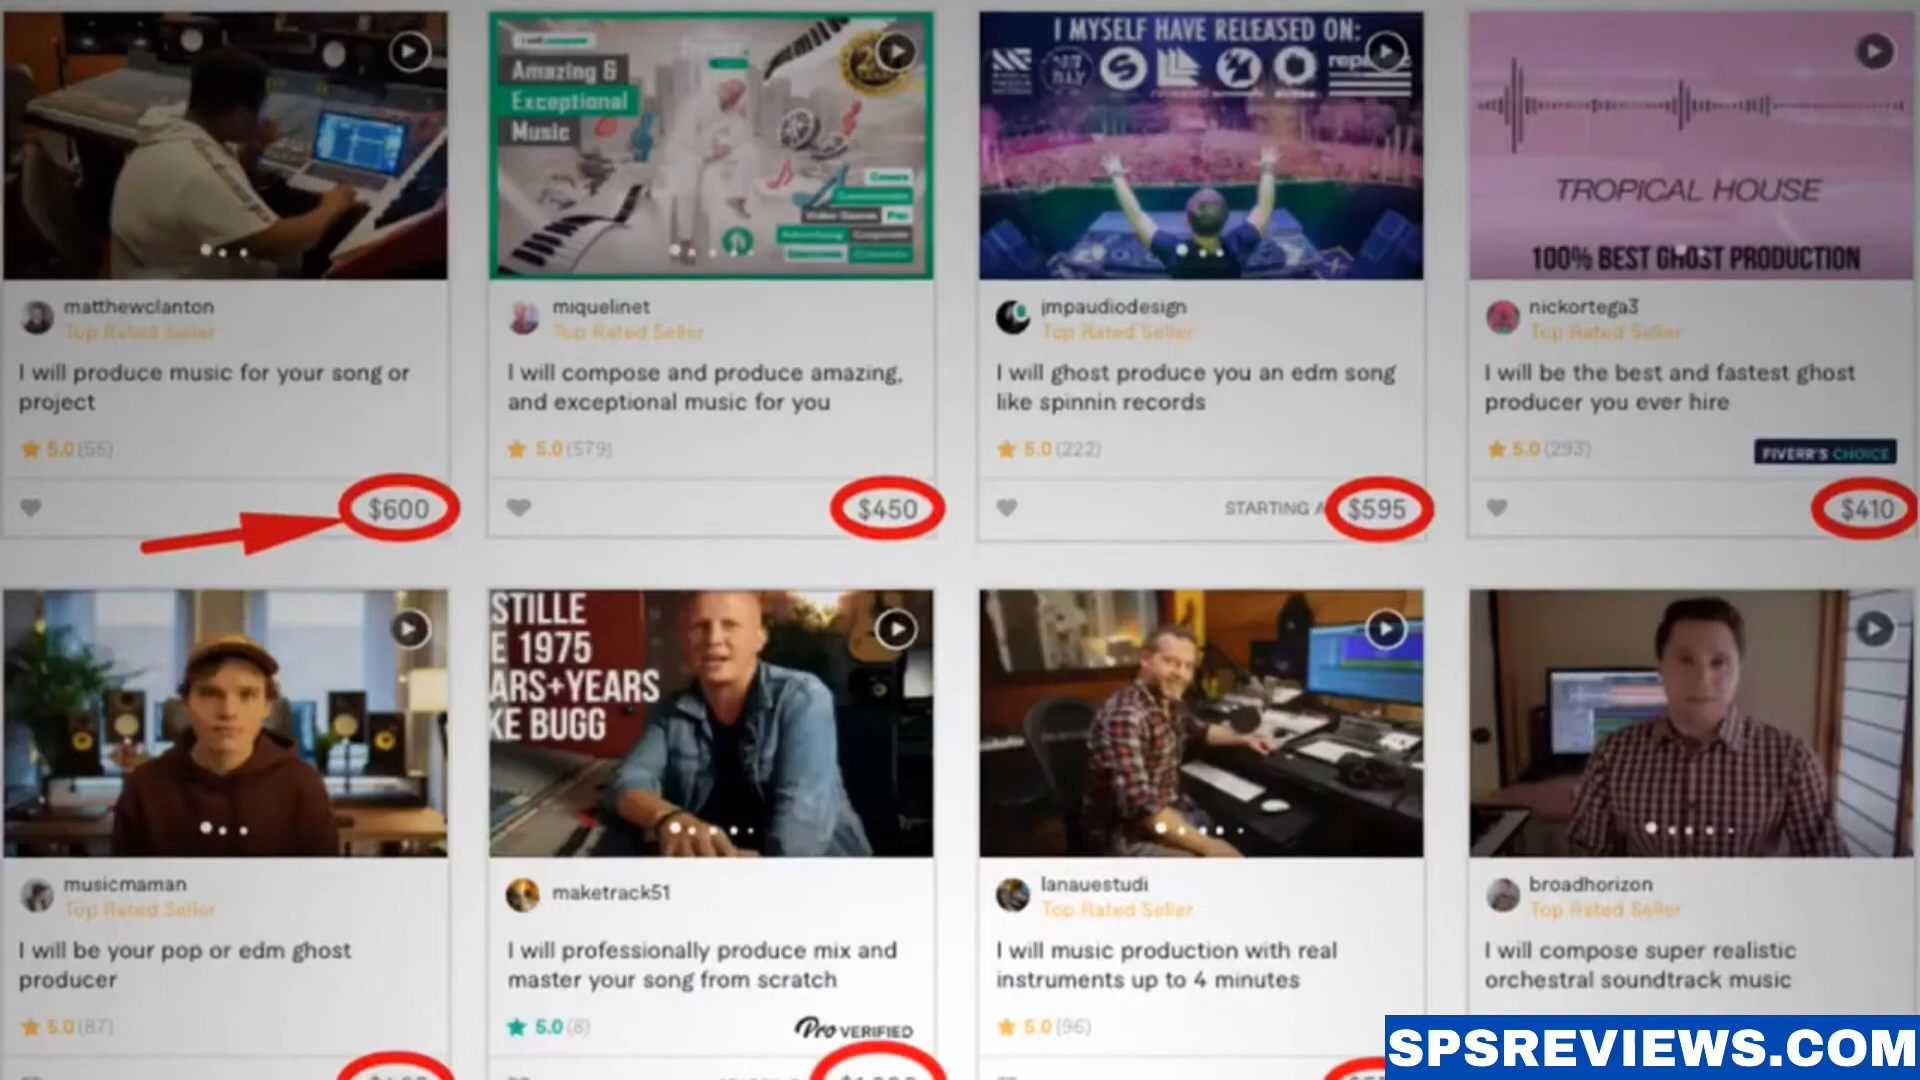 Amazing &
Exceptional
Music
I MYSELF HAVE RELEASED ON:
TROPICAL HOUSE
100% BEST GHOST PRODUCTION
matthewclanton
Top Rated Seller
I will produce music for your song or
project
5.0 (55)
$600
miquelinet
Top Rated Seller
I will compose and produce amazing,
and exceptional music for you
5.0 (579)
$450
jmpaudiodesign
Top Rated Seller
I will ghost produce you an edm song
like spinnin records
5.0 (222)
STARTING $595
nickortega3
Top Rated Seller
I will be the best and fastest ghost
producer you ever hire
5.0 (293)
FIVERR'S CHOICE
$410
STILLE
E 1975
ARS+YEARS
KE BUGG
musicmaman
Top Rated Seller
I will be your pop or edm ghost
producer
5.0 (87)
maketrack51
I will professionally produce mix and
master your song from scratch
5.0 (8)
Pro VERIFIED
lanauestudi
Top Rated Seller
I will music production with real
instruments up to 4 minutes
5.0 (96)
broadhorizon
Top Rated Seller
I will compose super realistic
orchestral soundtrack music
SPSREVIEWS.COM